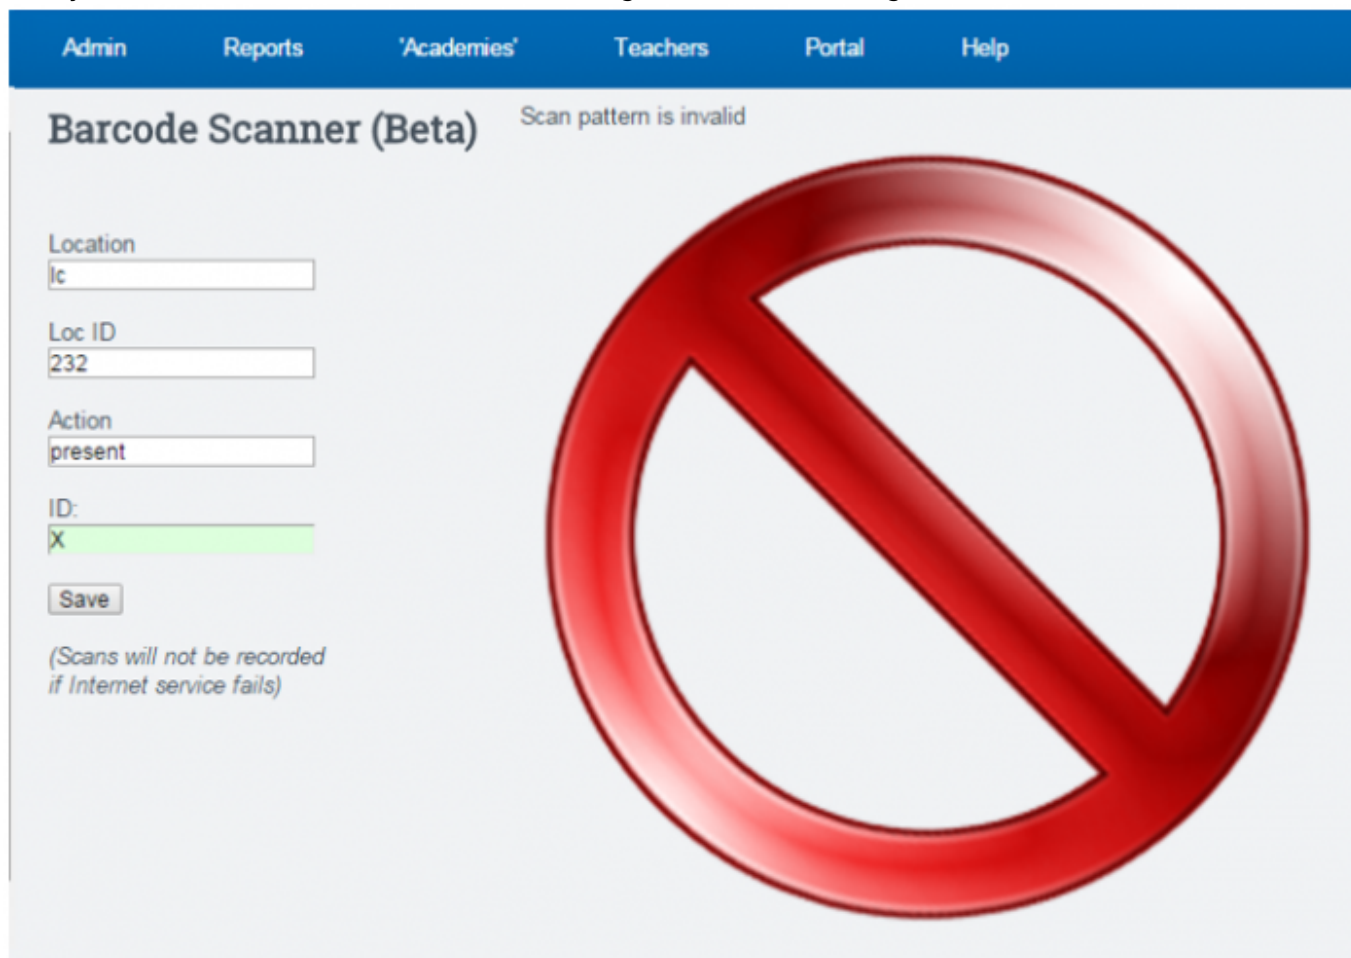 Admin Reports 'Academies' Teachers Portal Help
Barcode Scanner (Beta)
Scan pattern is invalid
Location
lc
Loc ID
232
Action
present
ID:
X
Save
(Scans will not be recorded
if Internet service fails)